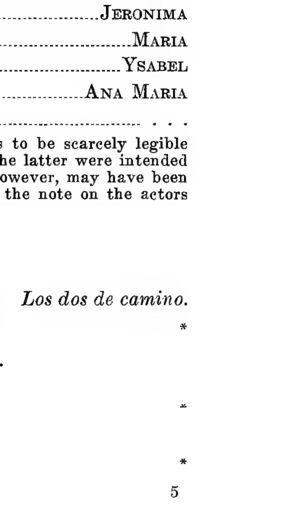 ....................JERONIMA
..........................MARIA
........................YSABEL
.................ANA MARIA
............................ . . .
s to be scarcely legible
he latter were intended
owever, may have been
the note on the actors
Los dos de camino.
*
.
*
*
5